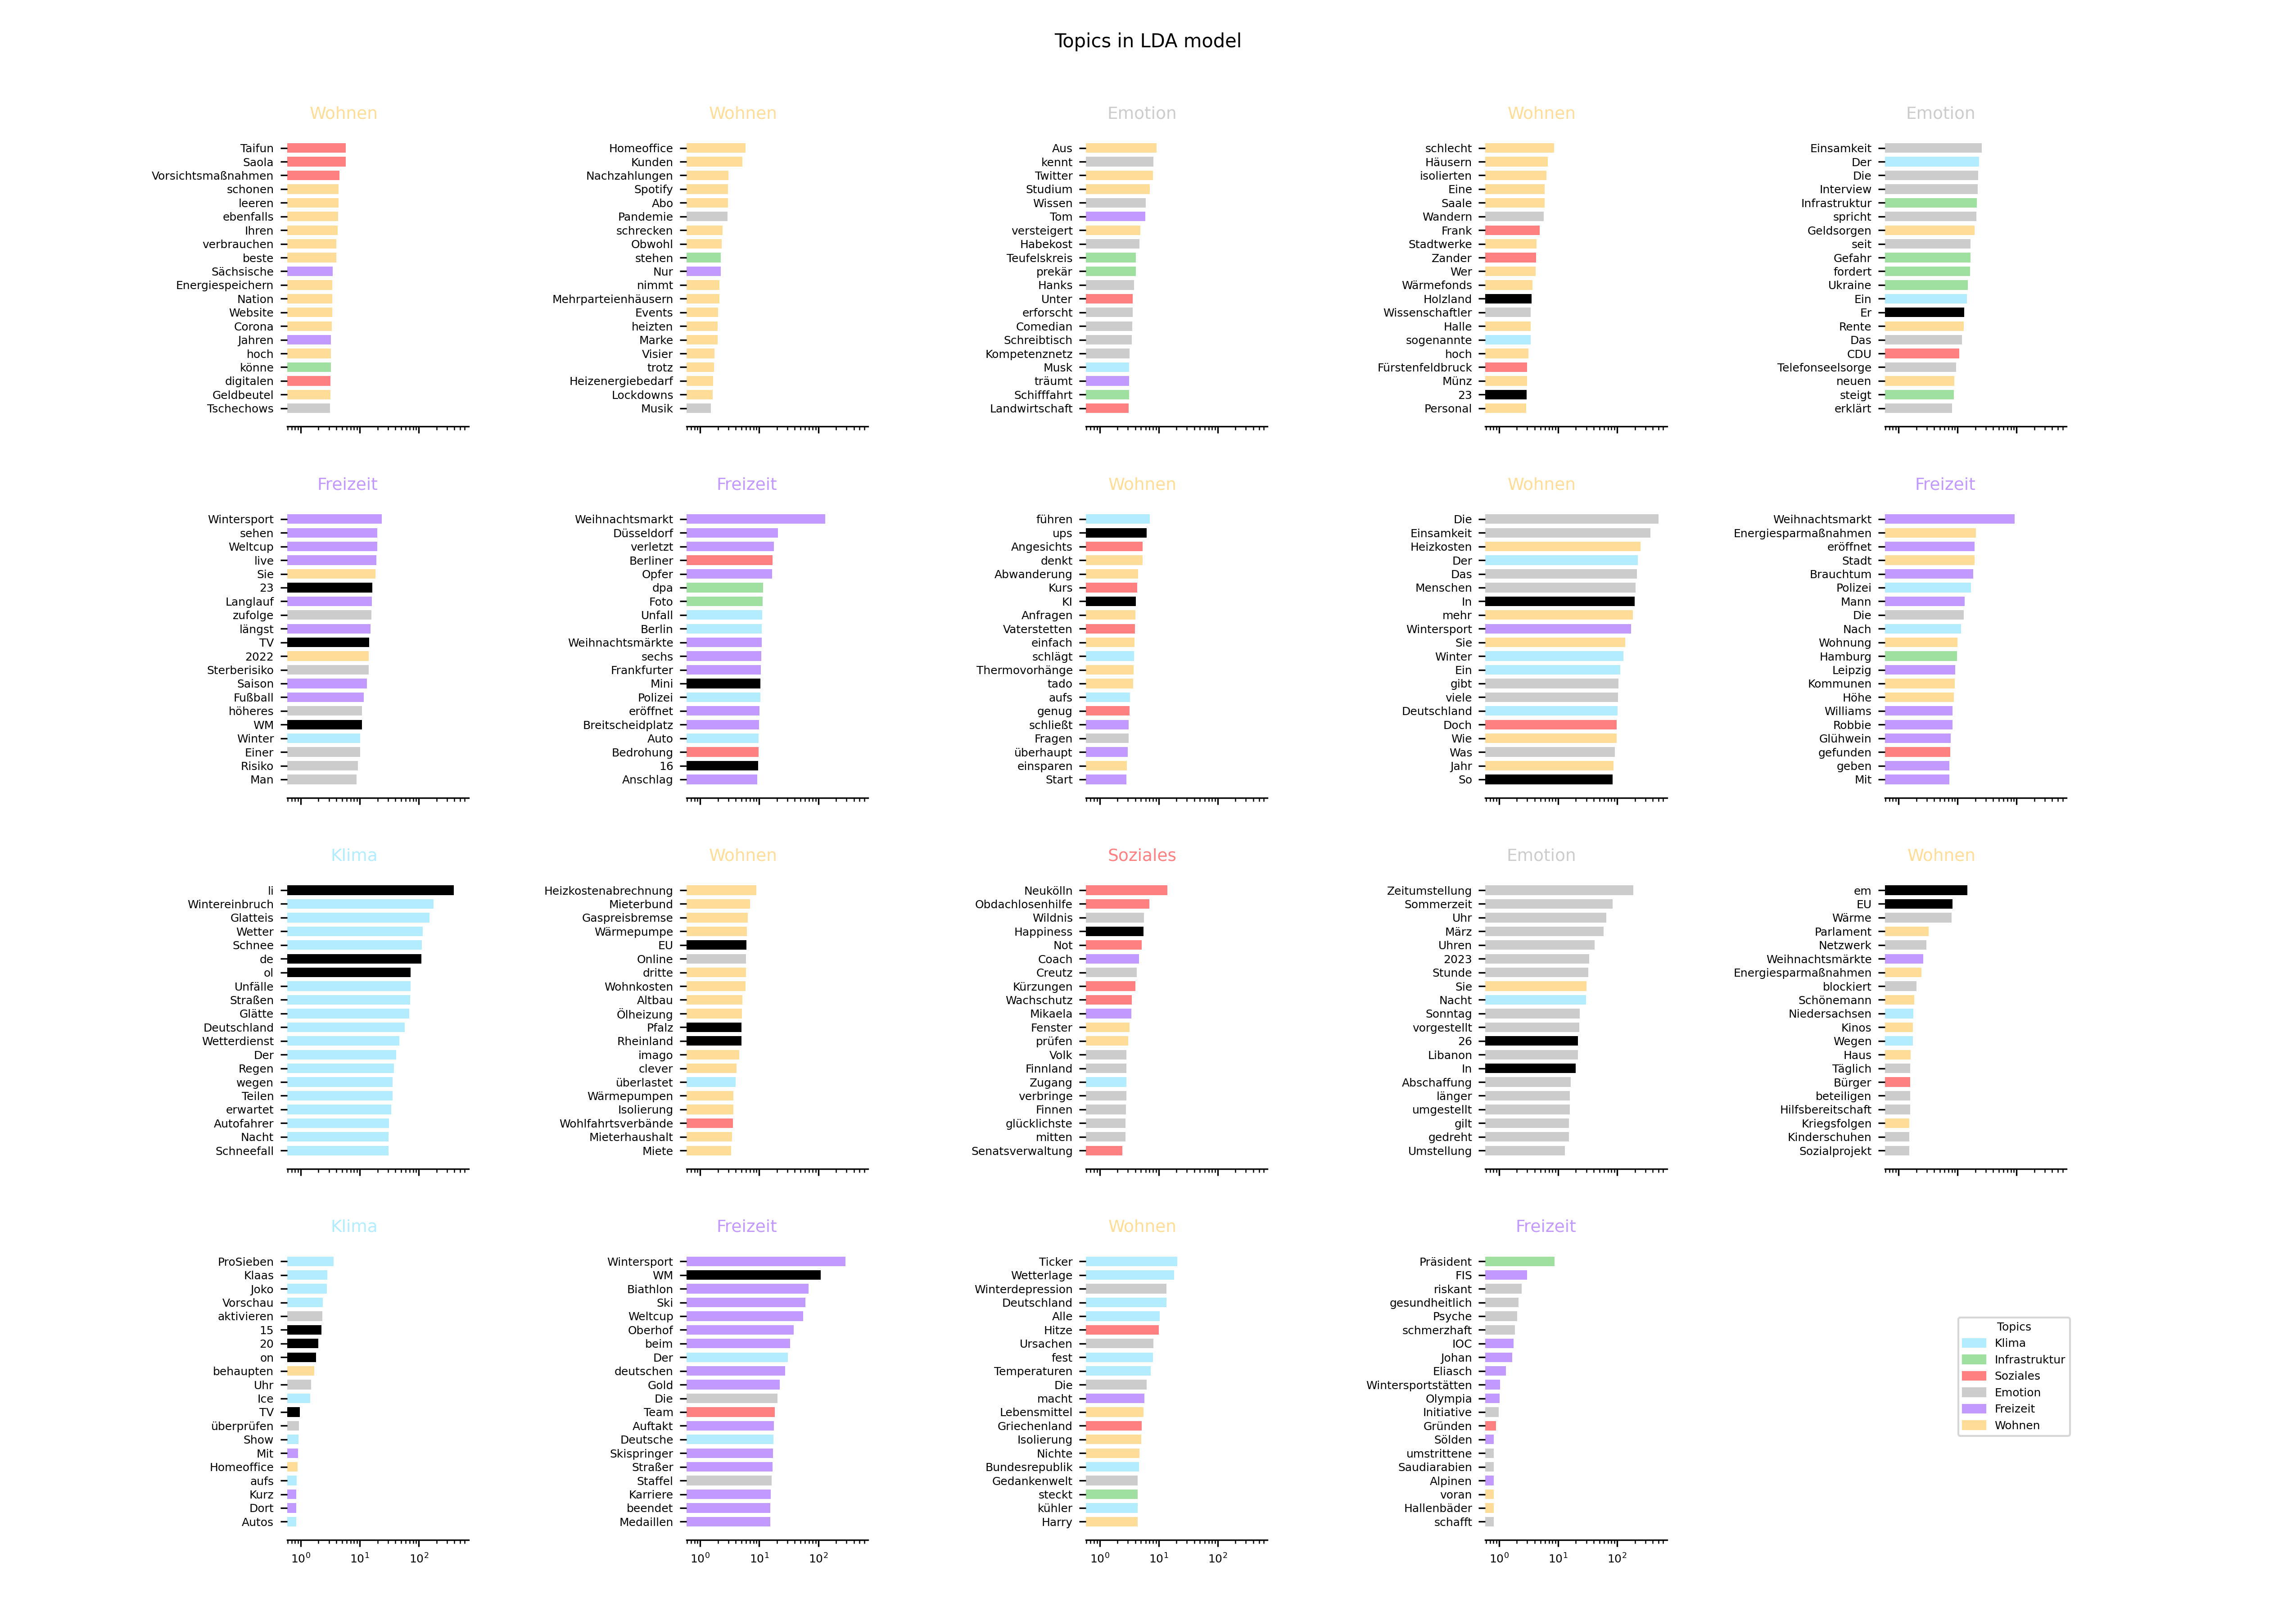 Topics in LDA model
Wohnen
Taifun
Saola
Vorsichtsmaßnahmen
schonen
leeren
ebenfalls
Ihren
verbrauchen
beste
Sächsische
Energiespeichern
Nation
Website
Corona
Jahren
hoch
könne
digitalen
Geldbeutel
Tschechows
Wohnen
Homeoffice
Kunden
Nachzahlungen
Spotify
Abo
Pandemie
schrecken
Obwohl
stehen
Nur
nimmt
Mehrparteienhäusern
Events
heizten
Marke
Visier
trotz
Heizenergiebedarf
Lockdowns
Musik
Emotion
Aus
kennt
Twitter
Studium
Wissen
Tom
versteigert
Habekost
Teufelskreis
prekär
Hanks
Unter
erforscht
Comedian
Schreibtisch
Kompetenznetz
Musk
träumt
Schifffahrt
Landwirtschaft
Wohnen
schlecht
Häusern
isolierten
Eine
Saale
Wandern
Frank
Stadtwerke
Zander
Wer
Wärmefonds
Holzland
Wissenschaftler
Halle
sogenannte
hoch
Fürstenfeldbruck
Münz
23
Personal
Emotion
Einsamkeit
Der
Die
Interview
Infrastruktur
spricht
Geldsorgen
seit
Gefahr
fordert
Ukraine
Ein
Er
Rente
Das
CDU
Telefonseelsorge
neuen
steigt
erklärt
Freizeit
Wintersport
sehen
Weltcup
live
Sie
23
Langlauf
zufolge
längst
TV
2022
Sterberisiko
Saison
Fußball
höheres
WM
Winter
Einer
Risiko
Man
Freizeit
Weihnachtsmarkt
Düsseldorf
verletzt
Berliner
Opfer
dpa
Foto
Unfall
Berlin
Weihnachtsmärkte
sechs
Frankfurter
Mini
Polizei
eröffnet
Breitscheidplatz
Auto
Bedrohung
16
Anschlag
Wohnen
führen
ups
Angesichts
denkt
Abwanderung
Kurs
KI
Anfragen
Vaterstetten
einfach
schlägt
Thermovorhänge
tado
aufs
genug
schließt
Fragen
überhaupt
einsparen
Start
Wohnen
Die
Einsamkeit
Heizkosten
Der
Das
Menschen
In
mehr
Wintersport
Sie
Winter
Ein
gibt
viele
Deutschland
Doch
Wie
Was
Jahr
So
Freizeit
Weihnachtsmarkt
Energiesparmaßnahmen
eröffnet
Stadt
Brauchtum
Polizei
Mann
Die
Nach
Wohnung
Hamburg
Leipzig
Kommunen
Höhe
Williams
Robbie
Glühwein
gefunden
geben
Mit
Klima
li
Wintereinbruch
Glatteis
Wetter
Schnee
de
ol
Unfälle
Straßen
Glätte
Deutschland
Wetterdienst
Der
Regen
wegen
Teilen
erwartet
Autofahrer
Nacht
Schneefall
Wohnen
Heizkostenabrechnung
Mieterbund
Gaspreisbremse
Wärmepumpe
EU
Online
dritte
Wohnkosten
Altbau
Ölheizung
Pfalz
Rheinland
imago
clever
überlastet
Wärmepumpen
Isolierung
Wohlfahrtsverbände
Mieterhaushalt
Miete
Soziales
Neukölln
Obdachlosenhilfe
Wildnis
Happiness
Not
Coach
Creutz
Kürzungen
Wachschutz
Mikaela
Fenster
prüfen
Volk
Finnland
Zugang
verbringe
Finnen
glücklichste
mitten
Senatsverwaltung
Emotion
Zeitumstellung
Sommerzeit
Uhr
März
Uhren
2023
Stunde
Sie
Nacht
Sonntag
vorgestellt
26
Libanon
In
Abschaffung
länger
umgestellt
gilt
gedreht
Umstellung
Wohnen
em
EU
Wärme
Parlament
Netzwerk
Weihnachtsmärkte
Energiesparmaßnahmen
blockiert
Schönemann
Niedersachsen
Kinos
Wegen
Haus
Täglich
Bürger
beteiligen
Hilfsbereitschaft
Kriegsfolgen
Kinderschuhen
Sozialprojekt
Klima
ProSieben
Klaas
Joko
Vorschau
aktivieren
15
20
on
behaupten
Uhr
Ice
TV
überprüfen
Show
Mit
Homeoffice
aufs
Kurz
Dort
Autos
10⁰ 10¹ 10²
Freizeit
Wintersport
WM
Biathlon
Ski
Weltcup
Oberhof
beim
Der
deutschen
Gold
Die
Team
Auftakt
Deutsche
Skispringer
Straßer
Staffel
Karriere
beendet
Medaillen
10⁰ 10¹ 10²
Wohnen
Ticker
Wetterlage
Winterdepression
Deutschland
Alle
Hitze
Ursachen
fest
Temperaturen
Die
macht
Lebensmittel
Griechenland
Isolierung
Nichte
Bundesrepublik
Gedankenwelt
steckt
kühler
Harry
10⁰ 10¹ 10²
Freizeit
Präsident
FIS
riskant
gesundheitlich
Psyche
schmerzhaft
IOC
Johan
Eliasch
Wintersportstätten
Olympia
Initiative
Gründen
Sölden
umstrittene
Saudiarabien
Alpinen
voran
Hallenbäder
schafft
10⁰ 10¹ 10²
Topics
Klima
Infrastruktur
Soziales
Emotion
Freizeit
Wohnen